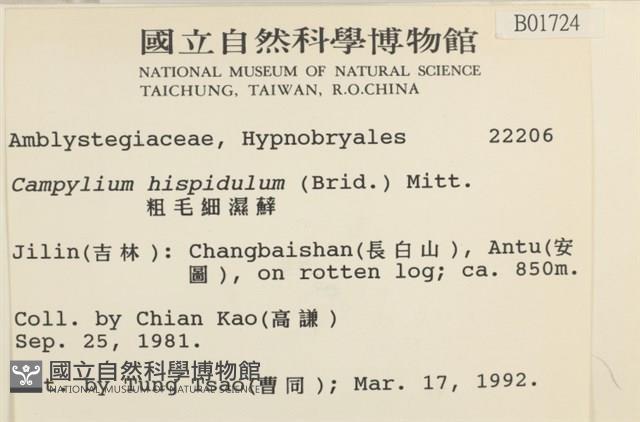 B01724
國立自然科學博物館
NATIONAL MUSEUM OF NATURAL SCIENCE
TAICHUNG, TAIWAN, R.O.CHINA
Amblystegiaceae, Hypnobryales 22206
Campylium hispidulum (Brid.) Mitt.
粗毛細濕蘚
Jilin(吉林): Changbaishan(長白山), Antu(安
圖), on rotten log; ca. 850m.
Coll. by Chian Kao(高謙)
Sep. 25, 1981.
國立自然科學博物館
NATIONAL MUSEUM OF NATURAL SCIENCE
t. by Tung Tsao(曹同); Mar. 17, 1992.